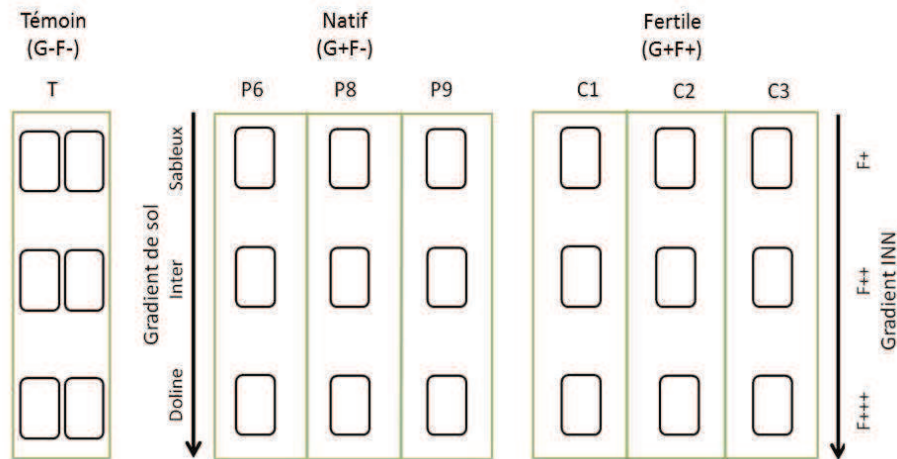 Témoin
(G-F-)
T
Natif
(G+F-)
P6 P8 P9
Fertile
(G+F+)
C1 C2 C3
Gradient de sol
Sableux
Inter
Doline
F+
F++
F+++
Gradient INN